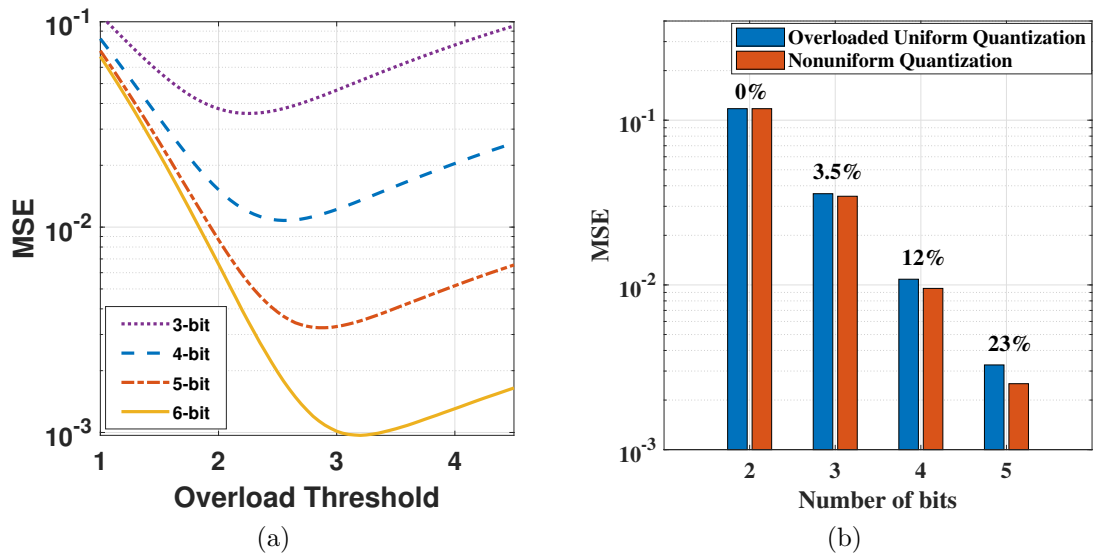 10^-1
10^-2
10^-3
MSE
3-bit
4-bit
5-bit
6-bit
1 2 3 4
Overload Threshold
(a)
Overloaded Uniform Quantization
Nonuniform Quantization
0%
3.5%
12%
23%
10^-1
10^-2
10^-3
MSE
2 3 4 5
Number of bits
(b)